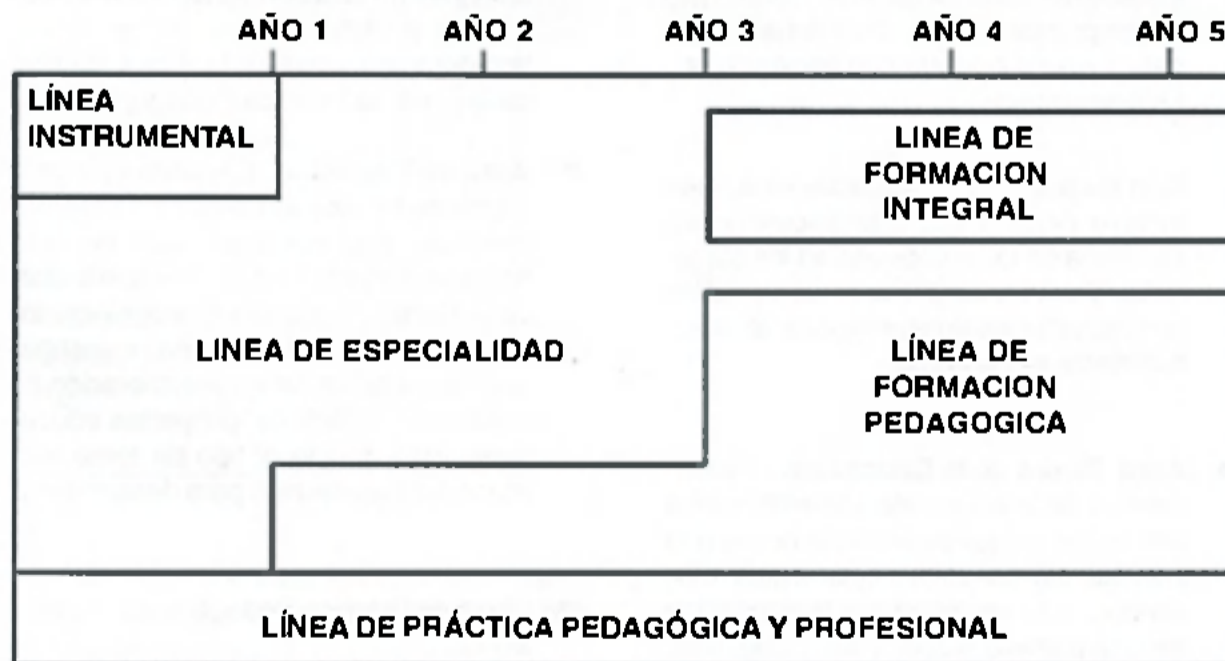 AÑO 1 AÑO 2 AÑO 3 AÑO 4 AÑO 5
LÍNEA
INSTRUMENTAL
LINEA DE
FORMACION
INTEGRAL
LINEA DE ESPECIALIDAD
LÍNEA DE
FORMACION
PEDAGOGICA
LÍNEA DE PRÁCTICA PEDAGÓGICA Y PROFESIONAL